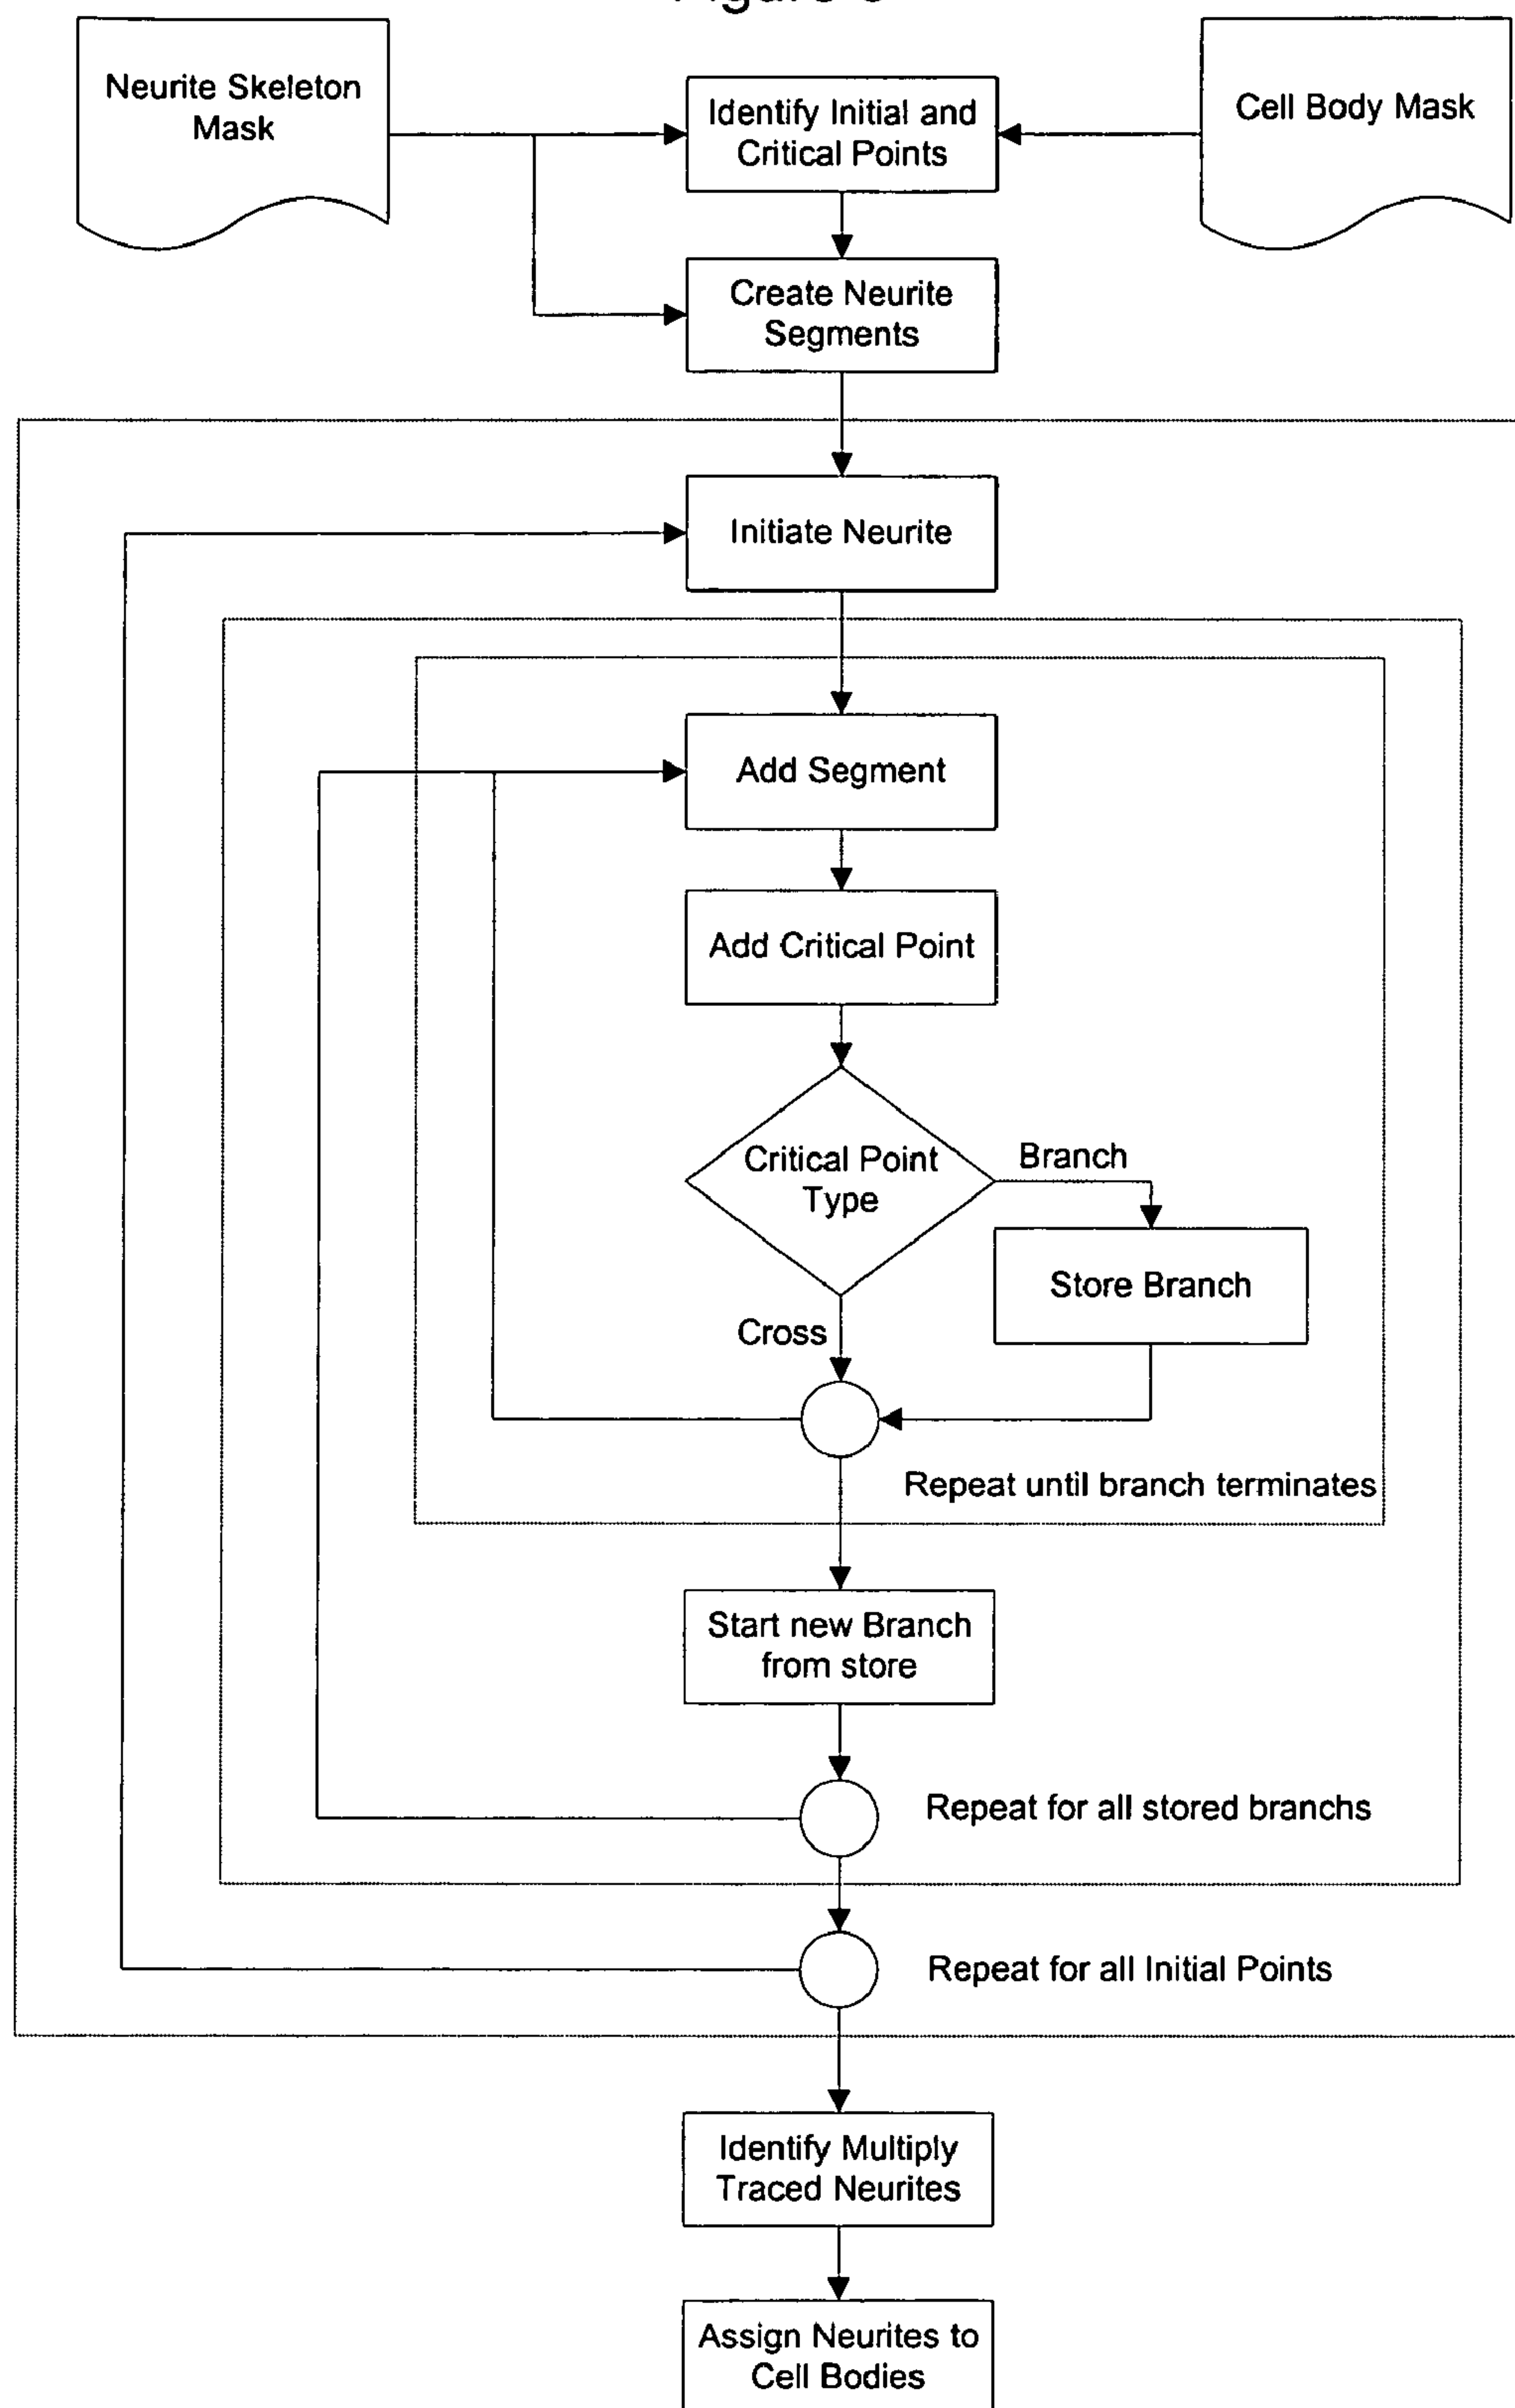 Neurite Skeleton
Mask
Identify Initial and
Critical Points
Cell Body Mask
Create Neurite
Segments
Initiate Neurite
Add Segment
Add Critical Point
Critical Point
Type
Branch
Store Branch
Cross
Repeat until branch terminates
Start new Branch
from store
Repeat for all stored branchs
Repeat for all Initial Points
Identify Multiply
Traced Neurites
Assign Neurites to
Cell Bodies